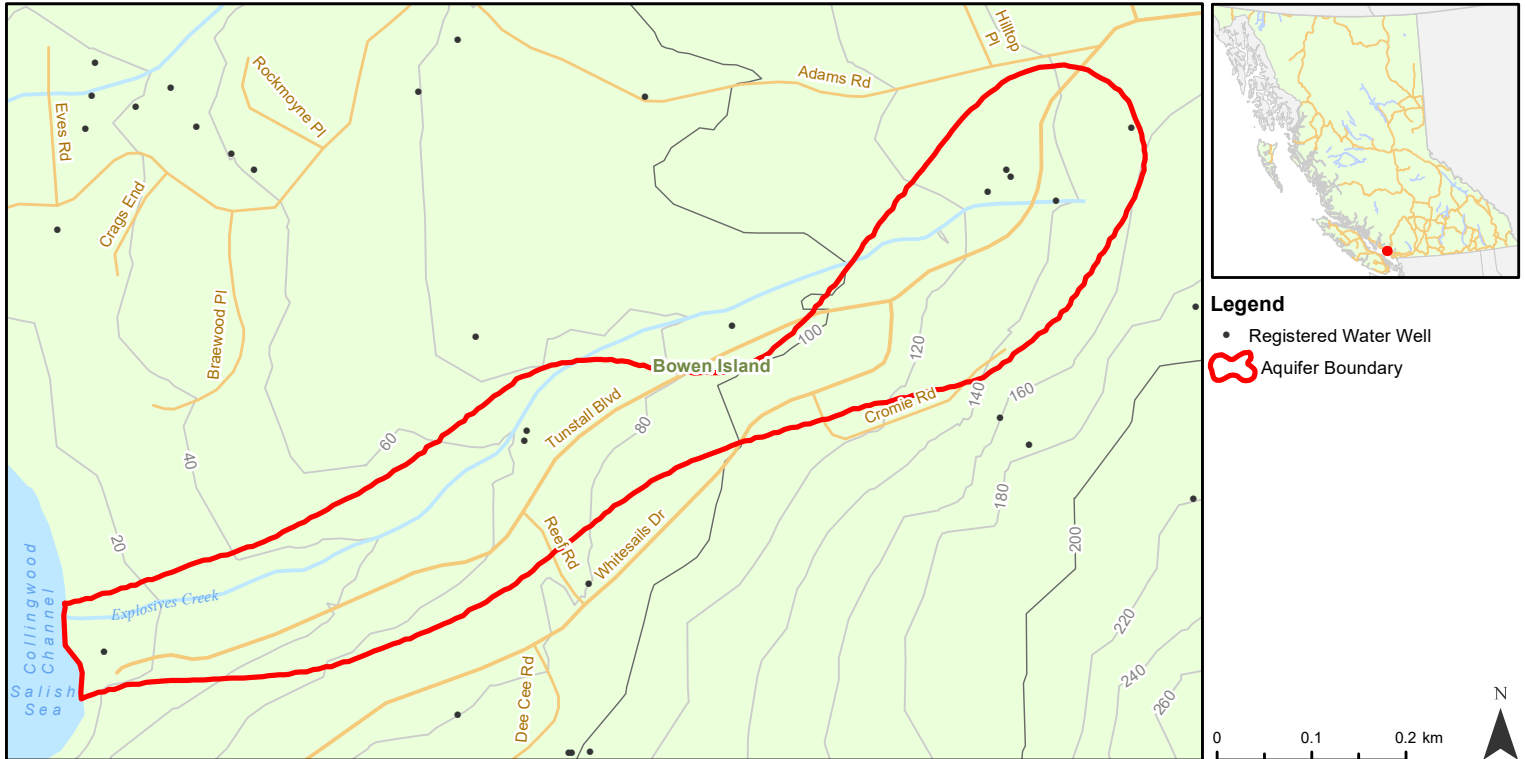 Hilltop
Pl
Adams Rd
Rockmoyne Pl
Eves Rd
Crags End
Braewood Pl
100
120
Bowen Island
140
160
Cromie Rd
Tunstall Blvd
80
60
40
180
200
20
Reef Rd
Whitesails Dr
Collingwood
Channel
Explosives Creek
220
240
260
Salish
Sea
Dee Cee Rd
Legend
Registered Water Well
Aquifer Boundary
N
0 0.1 0.2 km